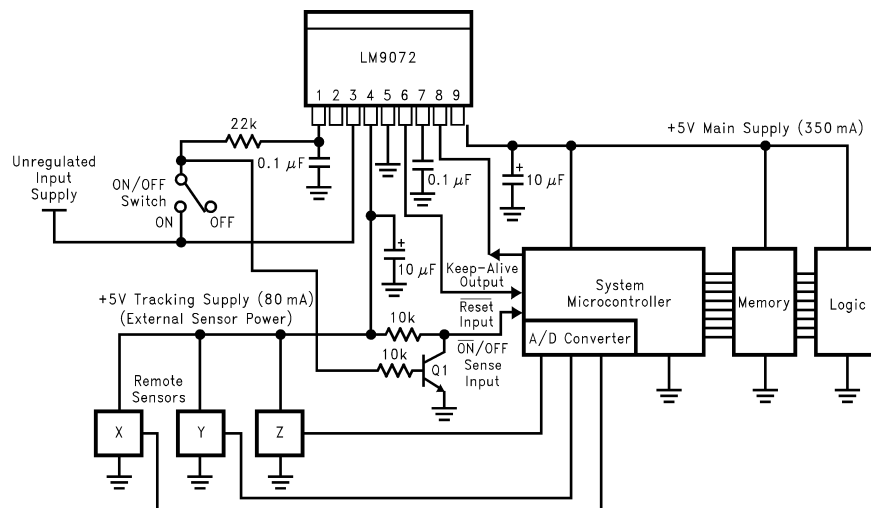 LM9072
1 2 3 4 5 6 7 8 9
22k
+5V Main Supply (350 mA)
Unregulated
Input
Supply
0.1 μF
0.1 μF
+
10 μF
ON/OFF
Switch
ON
OFF
+
10 μF
Keep-Alive
Output
System
Microcontroller
Memory
Logic
+5V Tracking Supply (80 mA)
(External Sensor Power)
Reset
Input
10k
A/D Converter
ON/OFF
Sense
Input
10k
Q1
Remote
Sensors
X
Y
Z